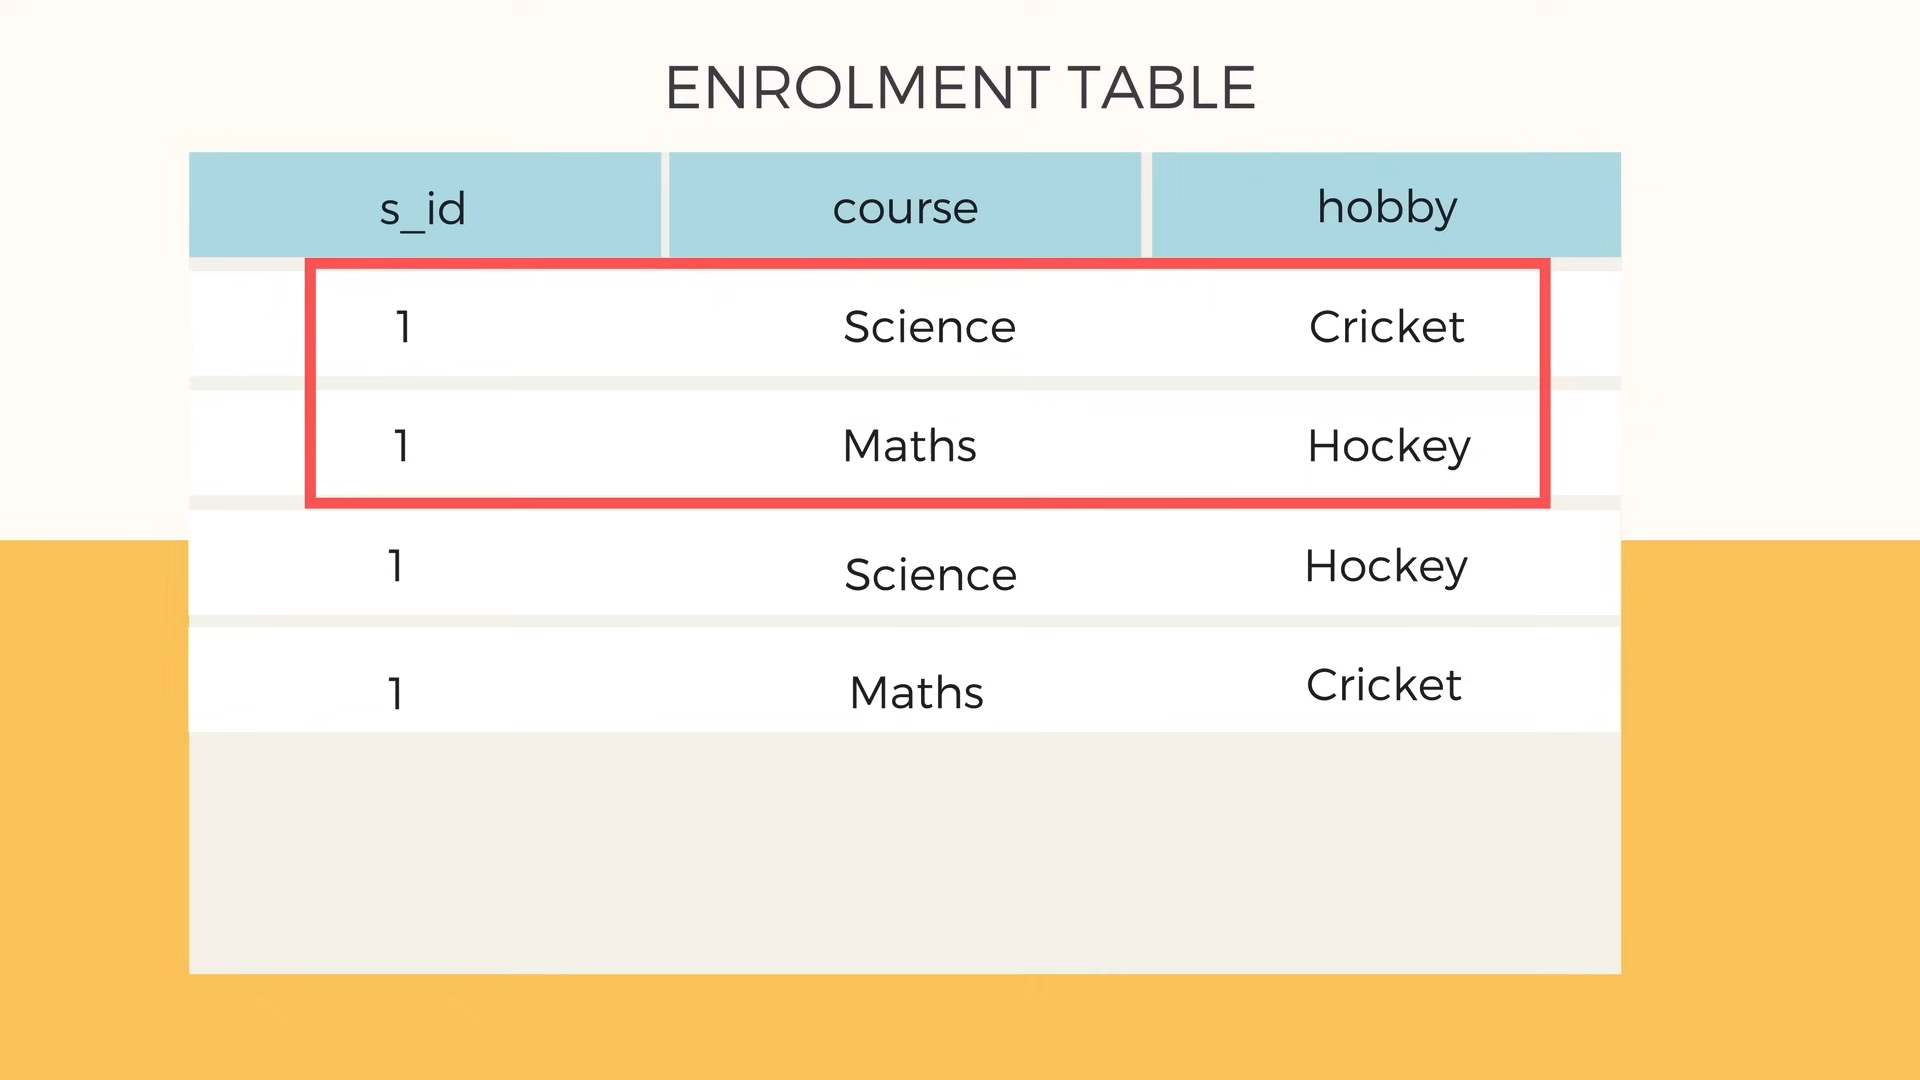 ENROLMENT TABLE
s_id course hobby
1 Science Cricket
1 Maths Hockey
1 Science Hockey
1 Maths Cricket